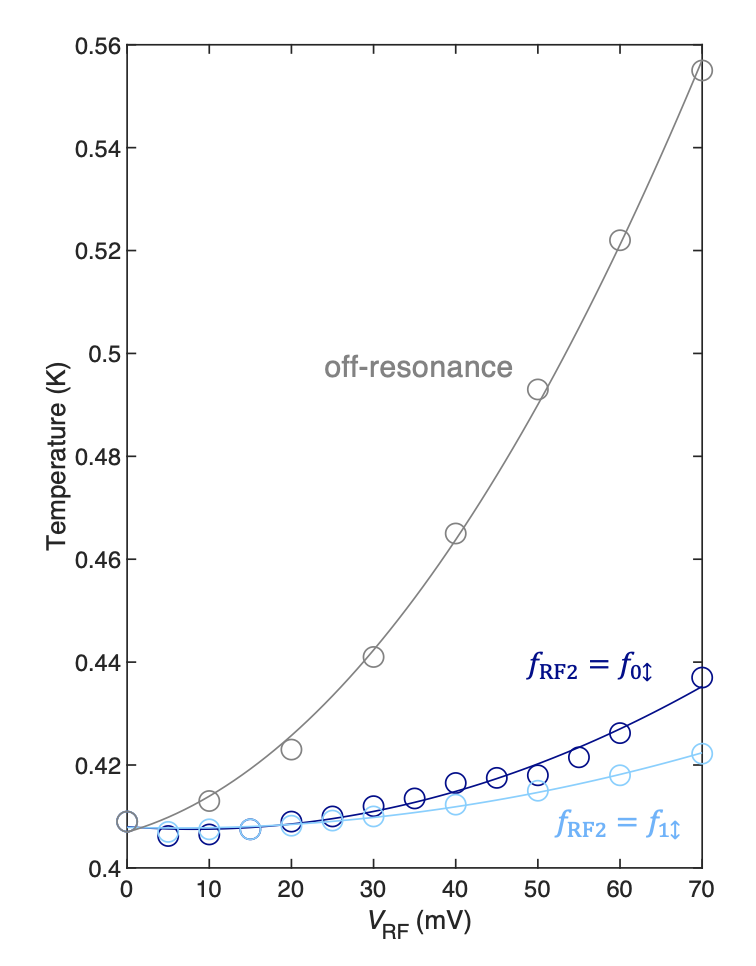 0.56
0.54
0.52
0.5
0.48
0.46
0.44
0.42
0.4
Temperature (K)
off-resonance
f_RF2 = f_0↕
f_RF2 = f_1↕
0 10 20 30 40 50 60 70
V_RF (mV)